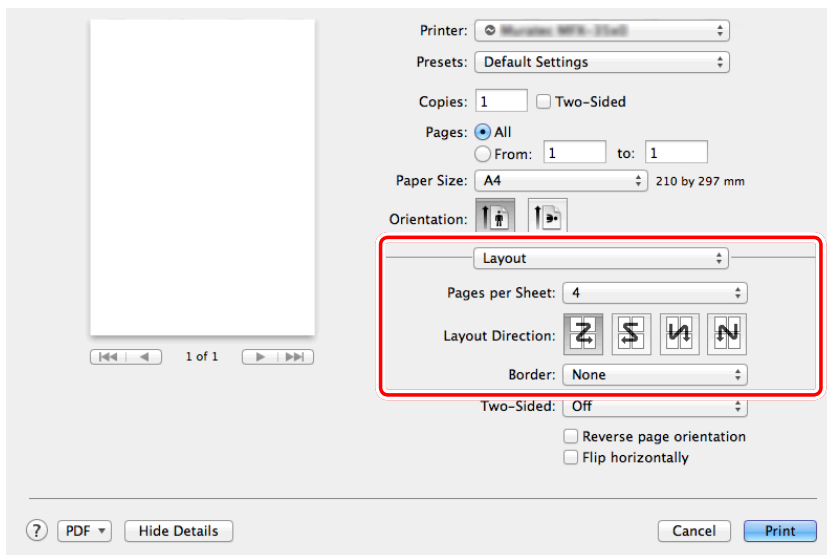 Printer:
Presets: Default Settings
Copies: 1 Two-Sided
Pages: All
From: 1 to: 1
Paper Size: A4 210 by 297 mm
Orientation:
Layout
Pages per Sheet: 4
Layout Direction:
1 of 1
Border: None
Two-Sided: Off
Reverse page orientation
Flip horizontally
? PDF Hide Details Cancel Print